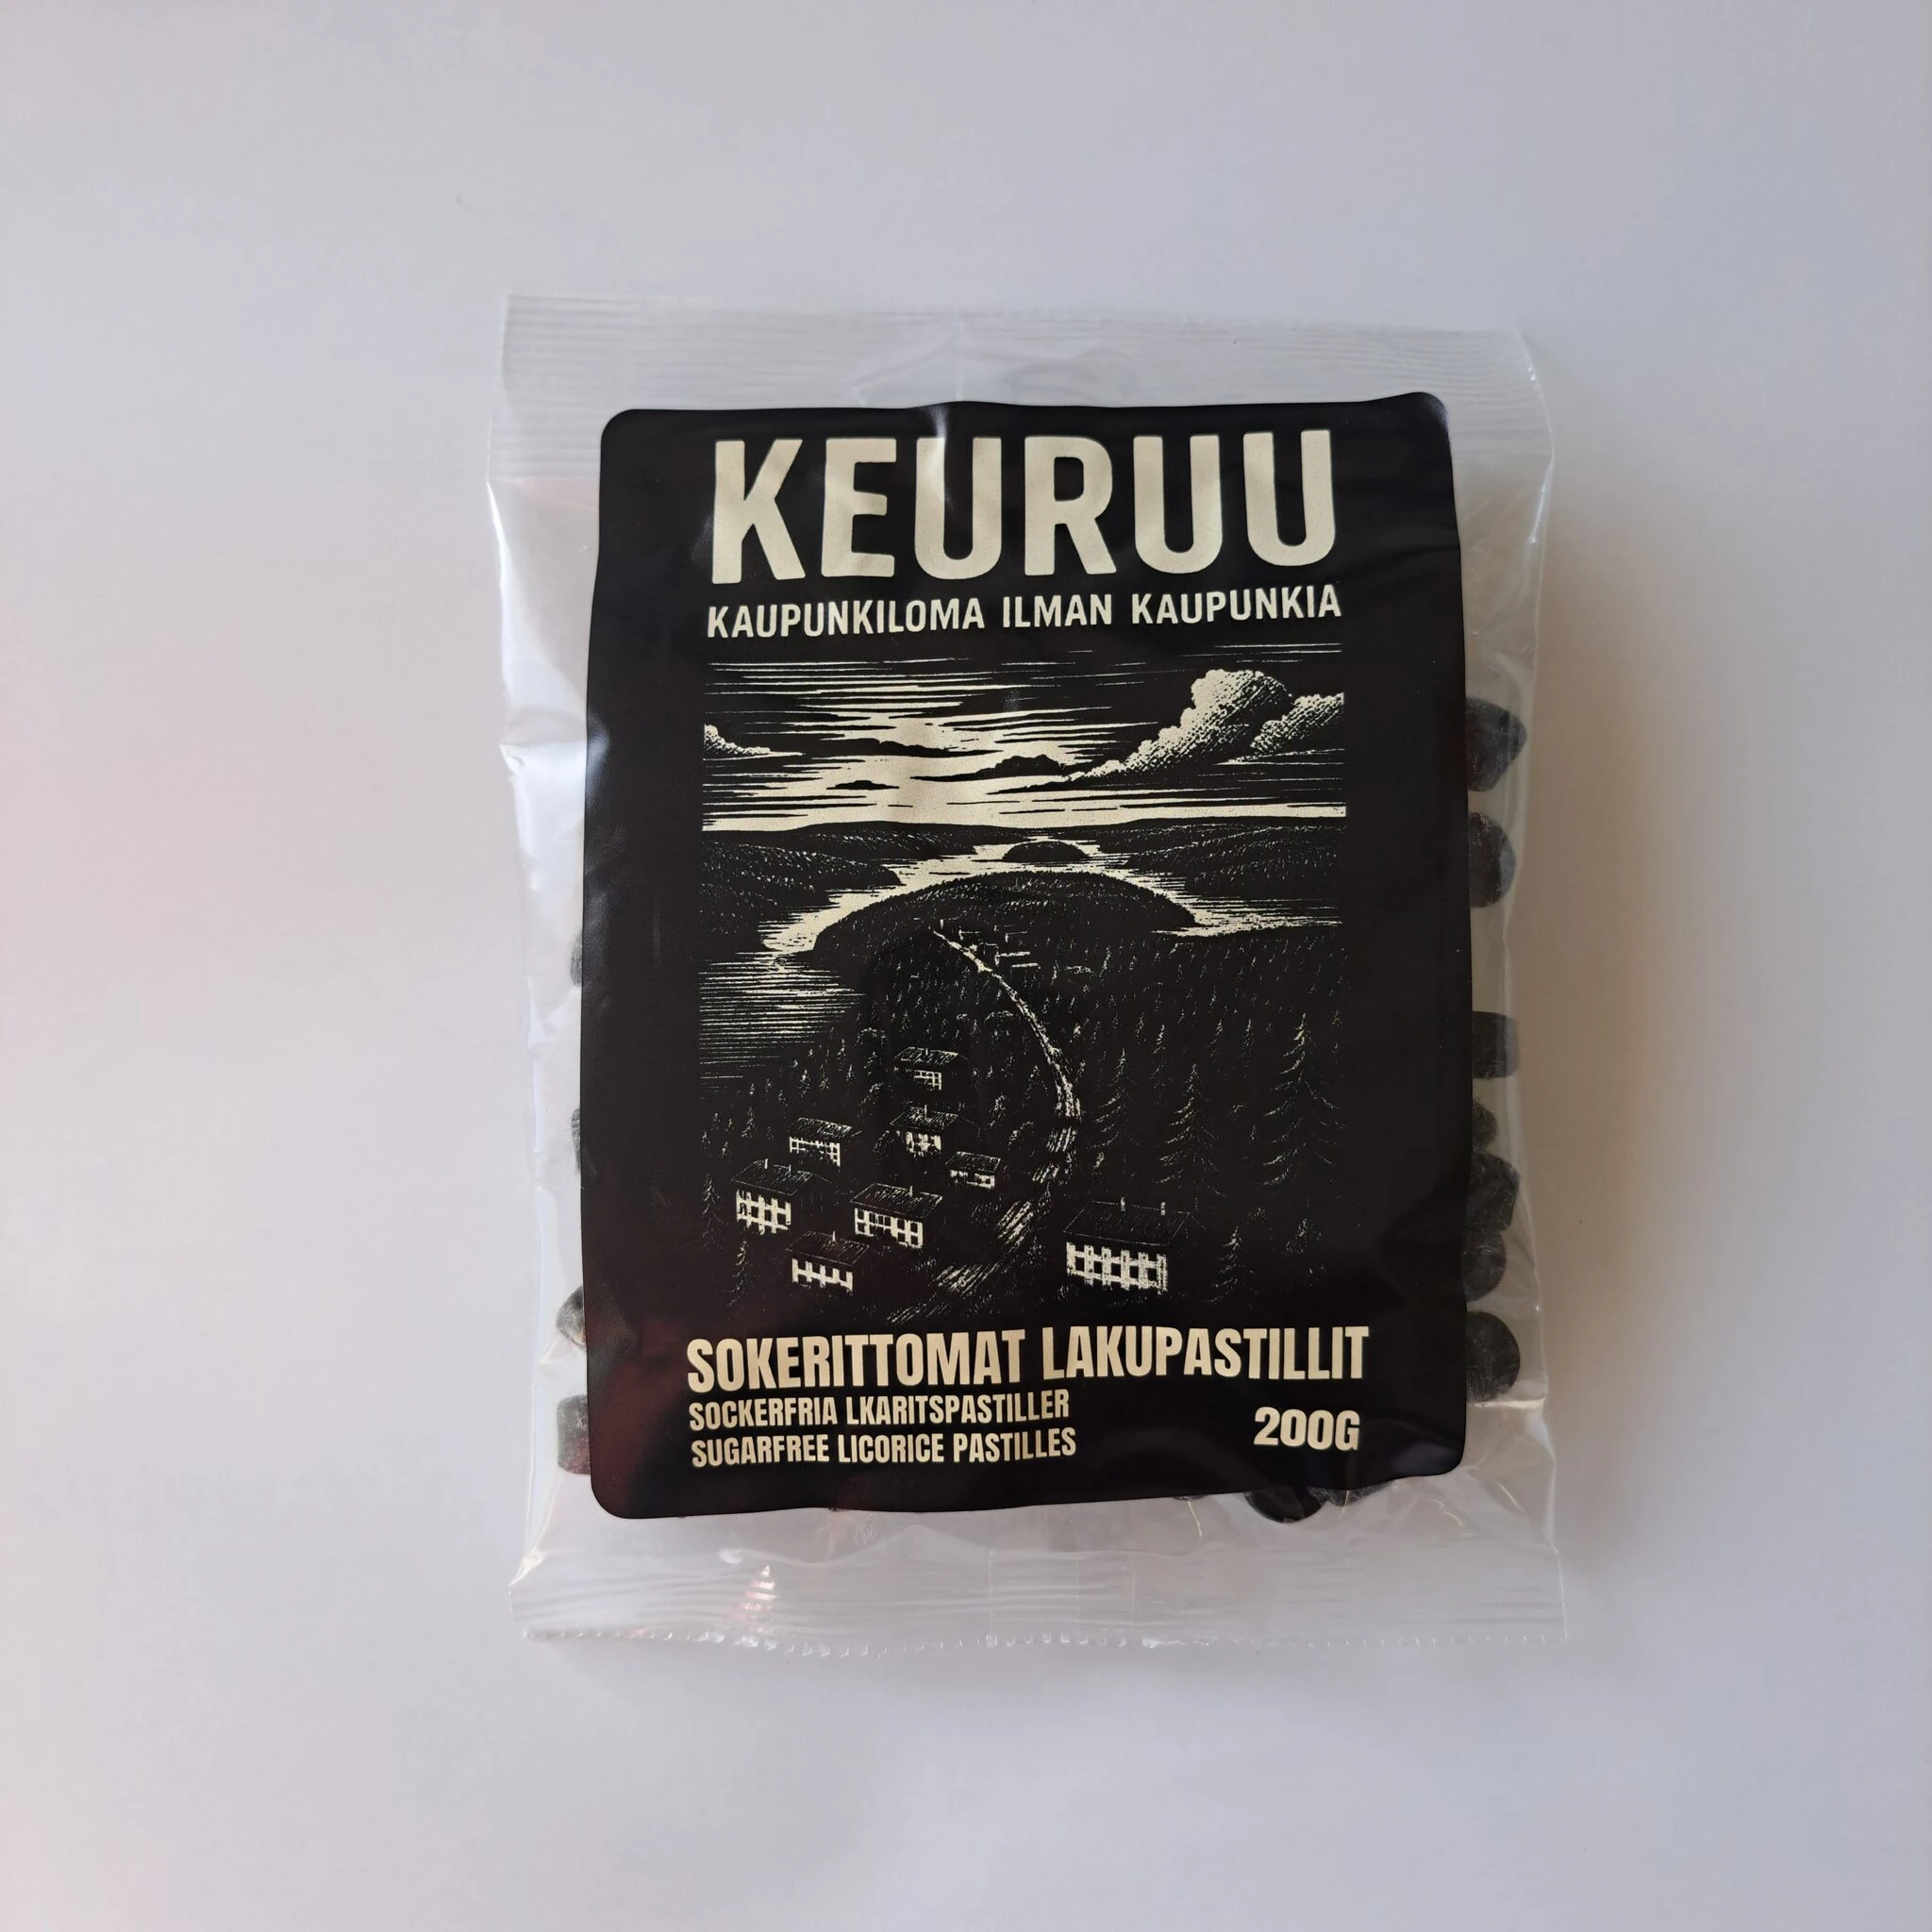 KEURUU
KAUPUNKILOMA ILMAN KAUPUNKIA
SOKERITTOMAT LAKUPASTILLIT
SOCKERFRIA LKARITSPASTILLER
SUGARFREE LICORICE PASTILLES
200G